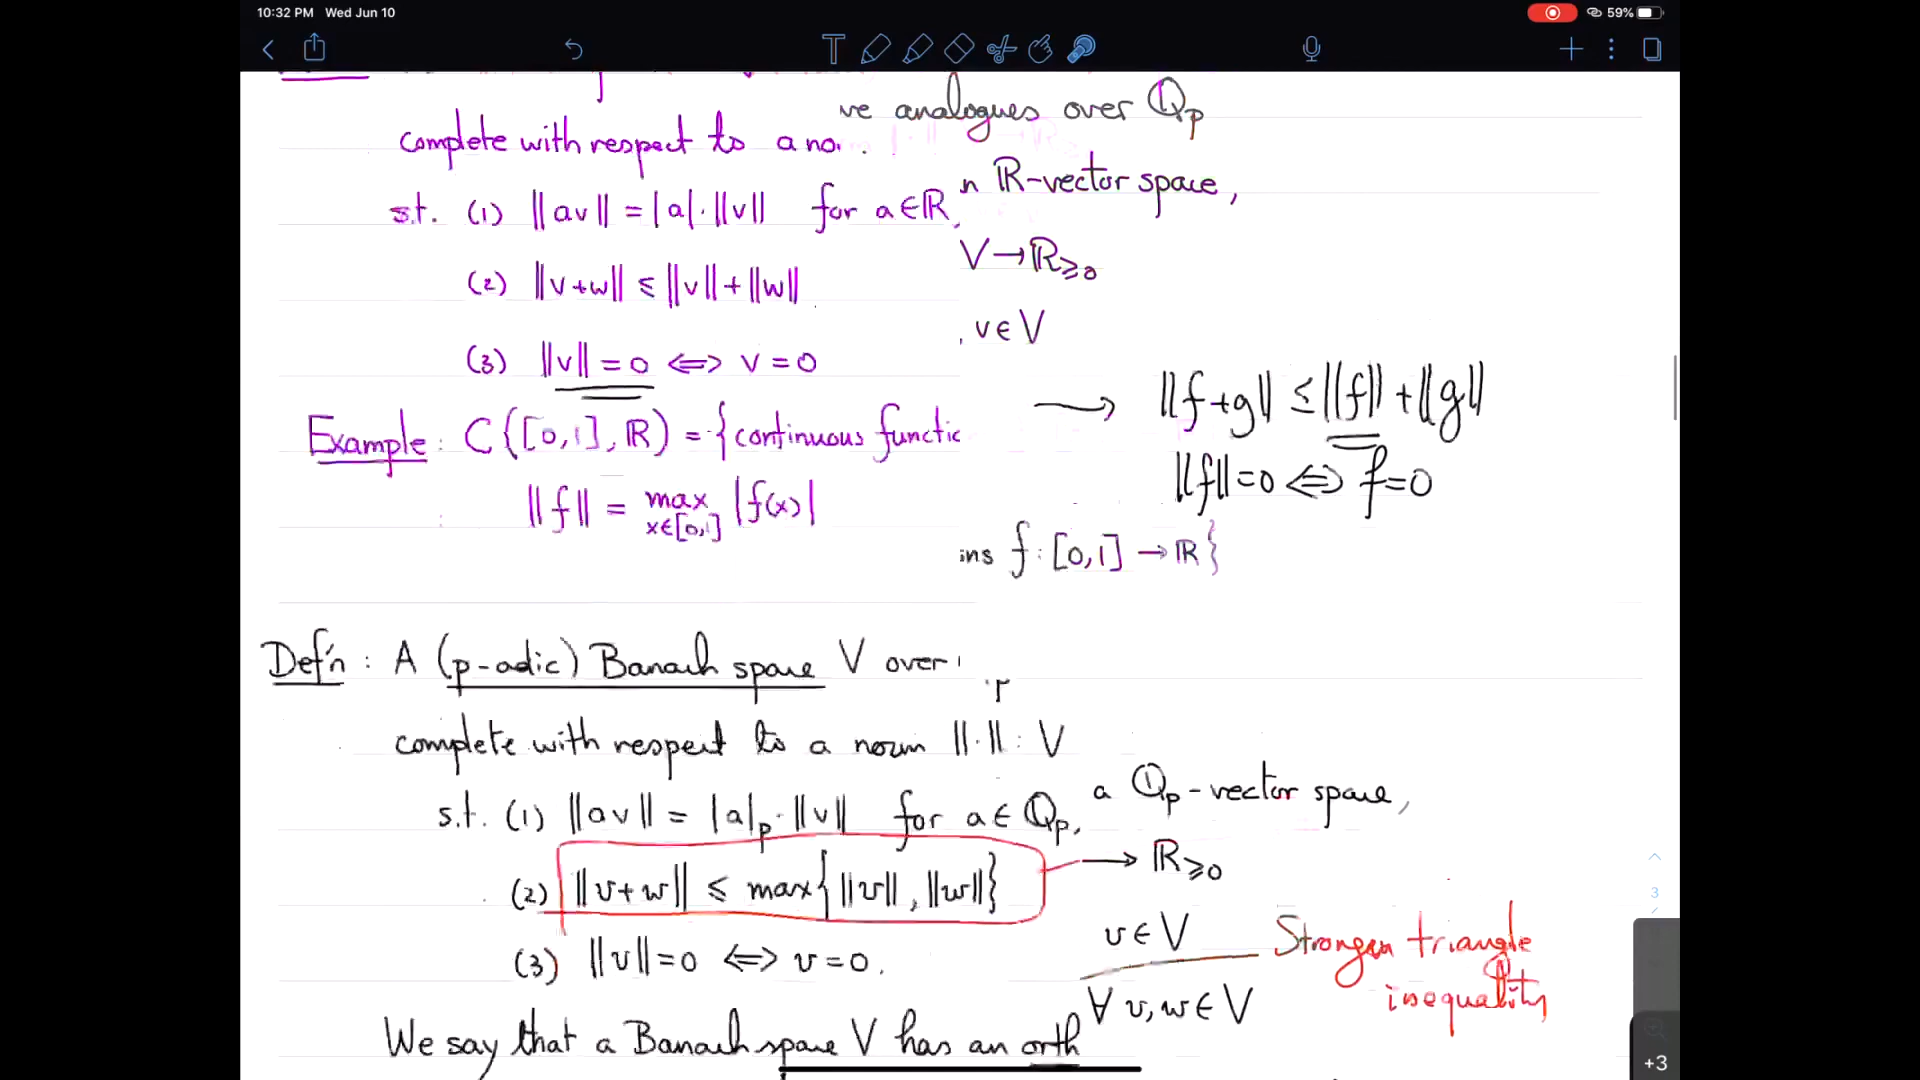 10:32 PM Wed Jun 10
59%
ve analogues over ℚp
complete with respect to a no
n ℝ-vector space,
s.t. (1) ||av|| = |a|·||v|| for a∈ℝ,
V → ℝ≥0
(2) ||v+w|| ≤ ||v|| + ||w||
, v∈V
(3) ||v|| = 0 ⟺ v = 0
→ ||f+g|| ≤ ||f|| + ||g||
Example: C([0,1], ℝ) = {continuous functio
||f|| = 0 ⟺ f = 0
||f|| = max x∈[0,1] |f(x)|
ns f: [0,1] → ℝ}
Def'n: A (p-adic) Banach space V over
complete with respect to a norm ||·||: V
a ℚp-vector space,
s.t. (1) ||av|| = |a|p·||v|| for a∈ℚp,
→ ℝ≥0
(2) ||v+w|| ≤ max{||v||, ||w||}
v∈V
Stronger triangle
inequality
(3) ||v|| = 0 ⟺ v = 0.
∀ v,w∈V
We say that a Banach space V has an orth
3
+3